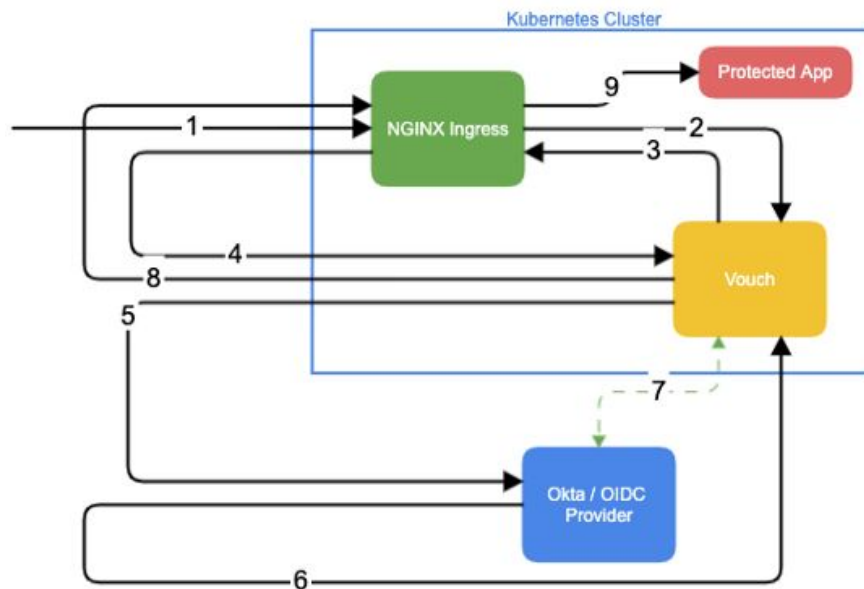 Kubernetes Cluster
Protected App
9
NGINX Ingress
1
2
3
4
8
Vouch
5
7
Okta / OIDC
Provider
6